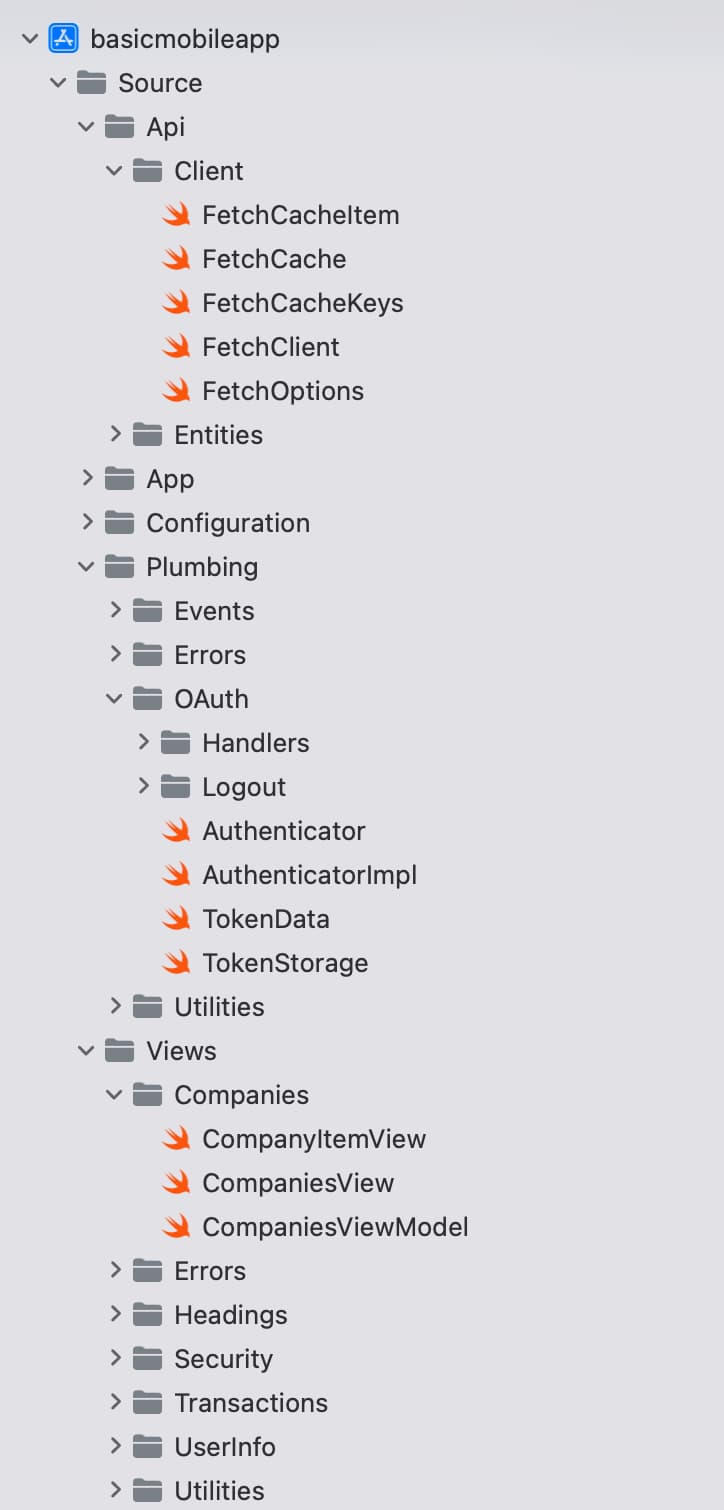 basicmobileapp
Source
Api
Client
FetchCacheItem
FetchCache
FetchCacheKeys
FetchClient
FetchOptions
Entities
App
Configuration
Plumbing
Events
Errors
OAuth
Handlers
Logout
Authenticator
AuthenticatorImpl
TokenData
TokenStorage
Utilities
Views
Companies
CompanyItemView
CompaniesView
CompaniesViewModel
Errors
Headings
Security
Transactions
UserInfo
Utilities